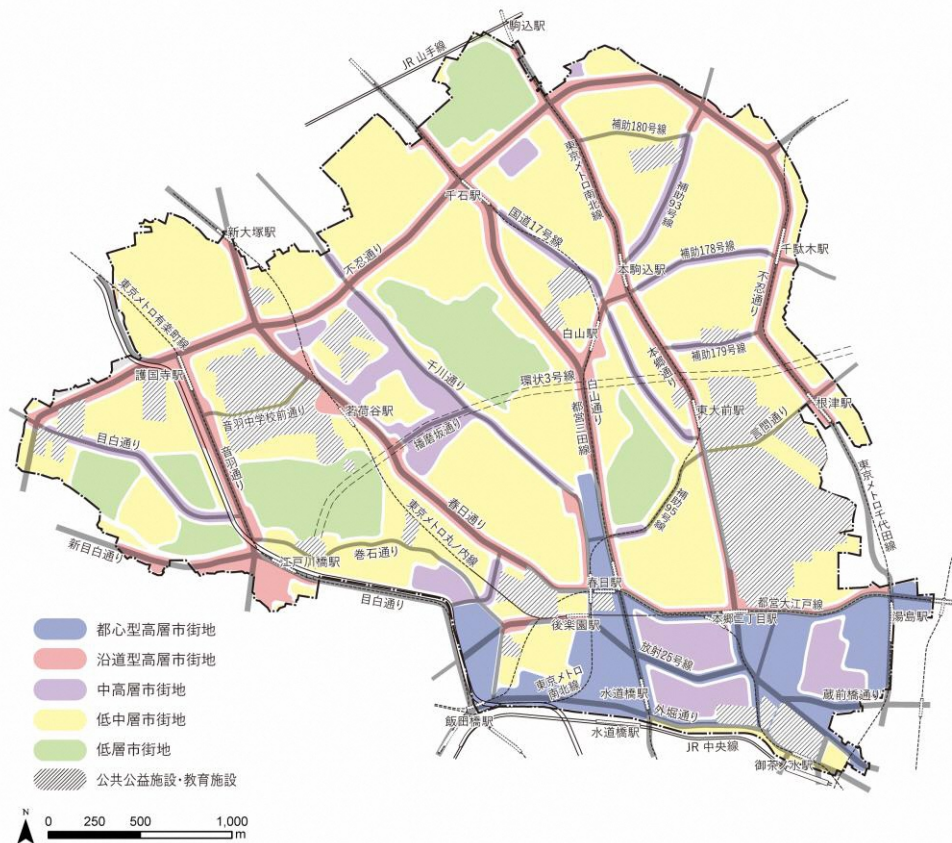 駒込駅
JR 山手線
補助180号線
東京メトロ南北線
補助93号線
千石駅
国道17号線
新大塚駅
不忍通り
補助178号線
千駄木駅
本駒込駅
不忍通り
東京メトロ有楽町線
白山駅
補助179号線
護国寺駅
千川通り
環状3号線
白山通り
本郷通り
根津駅
茗荷谷駅
音羽中学校前通り
播磨坂通り
都営三田線
東大前駅
言問通り
目白通り
音羽通り
春日通り
補助95号線
東京メトロ千代田線
東京メトロ丸ノ内線
新目白通り
江戸川橋駅
巻石通り
目白通り
春日駅
都営大江戸線
本郷三丁目駅
湯島駅
後楽園駅
放射25号線
東京メトロ
南北線
水道橋駅
蔵前橋通り
外堀通り
飯田橋駅
水道橋駅
JR 中央線
御茶ノ水駅
都心型高層市街地
沿道型高層市街地
中高層市街地
低中層市街地
低層市街地
公共公益施設・教育施設
N
0 250 500 1,000
m